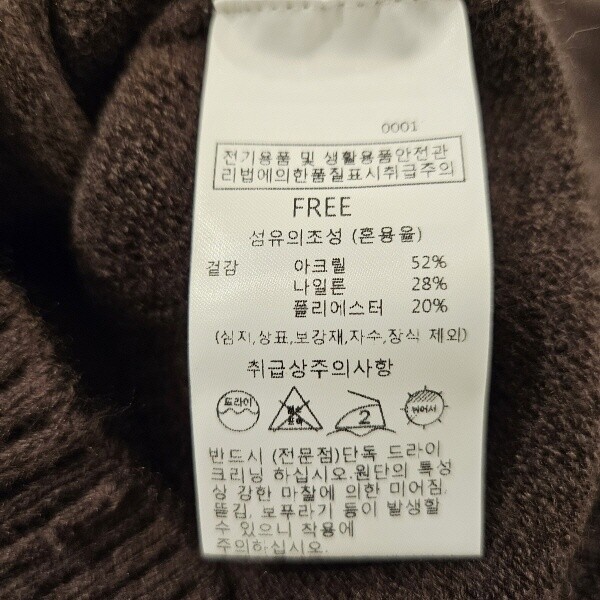 0001
전기용품 및 생활용품안전관
리법에의한품질표시취급주의
FREE
섬유의조성 (혼용율)
겉감 아크릴 52%
나일론 28%
폴리에스터 20%
(심지,상표,보강재,자수,장식 제외)
취급상주의사항
드라이
2
뉘어서
반드시 (전문점)단독 드라이
크리닝 하십시오.원단의 특성
상 강한 마찰에 의한 미어짐.
뜯김, 보푸라기 등이 발생할
수 있으니 착용에
주의하십시오.